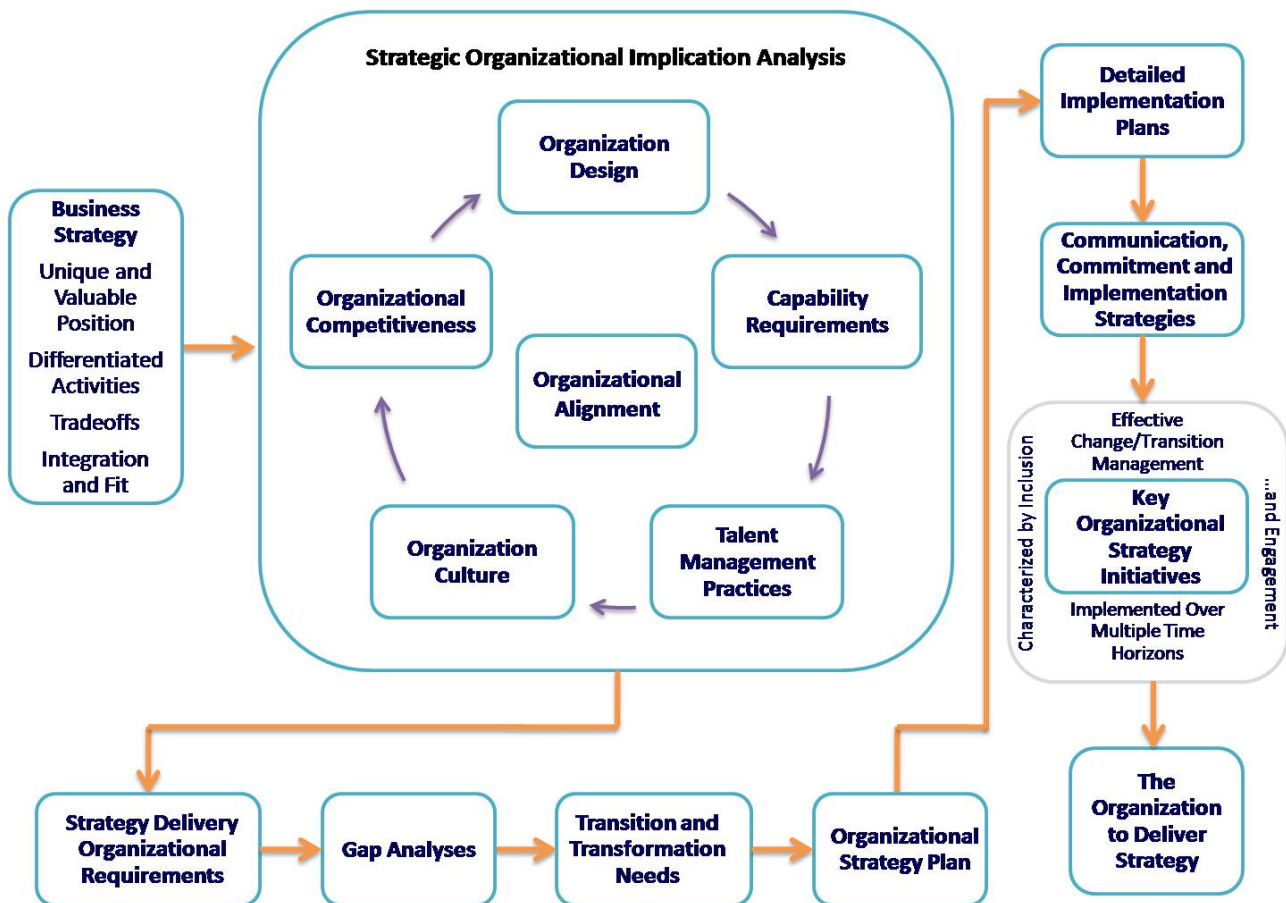 Strategic Organizational Implication Analysis
Business
Strategy
Unique and
Valuable
Position
Differentiated
Activities
Tradeoffs
Integration
and Fit
Organization
Design
Organizational
Competitiveness
Capability
Requirements
Organizational
Alignment
Organization
Culture
Talent
Management
Practices
Strategy Delivery
Organizational
Requirements
Gap Analyses
Transition and
Transformation
Needs
Organizational
Strategy Plan
Detailed
Implementation
Plans
Communication,
Commitment and
Implementation
Strategies
Effective
Change/Transition
Management
Characterized by Inclusion
Key
Organizational
Strategy
Initiatives
...and Engagement
Implemented Over
Multiple Time
Horizons
The
Organization
to Deliver
Strategy